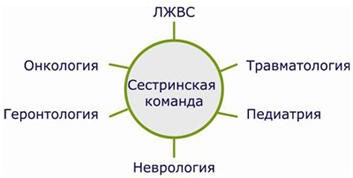 ЛЖВС
Онкология
Травматология
Сестринская
команда
Геронтология
Педиатрия
Неврология